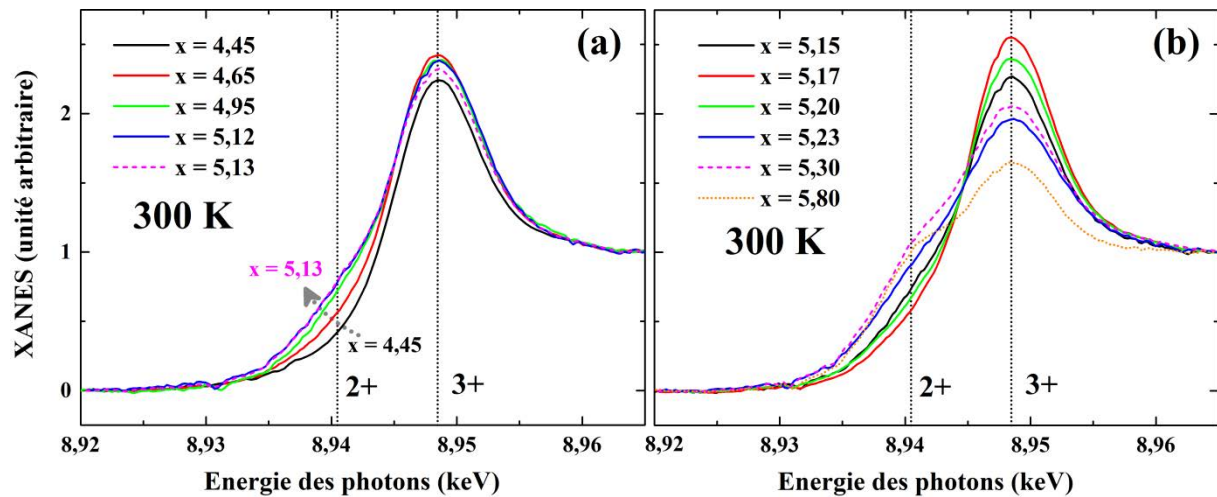 XANES (unité arbitraire)
2
1
0
x = 4,45
x = 4,65
x = 4,95
x = 5,12
x = 5,13
300 K
(a)
x = 5,13
x = 4,45
2+
3+
8,92
8,93
8,94
8,95
8,96
Energie des photons (keV)
x = 5,15
x = 5,17
x = 5,20
x = 5,23
x = 5,30
x = 5,80
300 K
(b)
2+
3+
8,92
8,93
8,94
8,95
8,96
Energie des photons (keV)